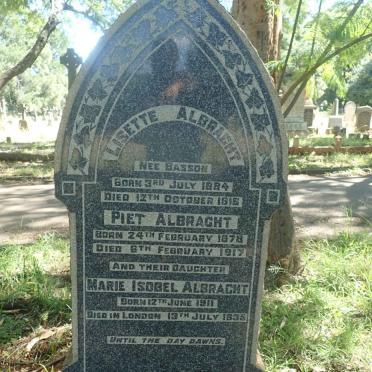 Lisette Albracht
Née Basson
Born 3rd July 1884
Died 12th October 1918
Piet Albracht
Born 24th February 1878
Died 6th February 1917
And their Daughter
Marie Isobel Albracht
Born 12th June 1911
Died in London 13th July 1935
Until the day dawns.